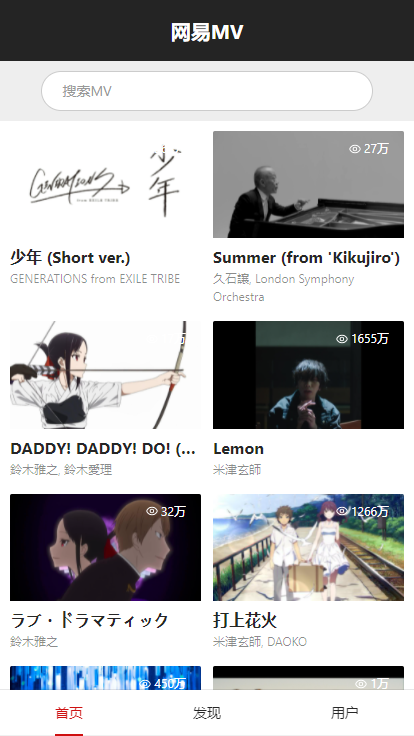 网易MV
搜索MV
少年
GENERATIONS
from EXILE TRIBE
27万
少年 (Short ver.)
GENERATIONS from EXILE TRIBE
Summer (from 'Kikujiro')
久石譲, London Symphony
Orchestra
万
1655万
DADDY! DADDY! DO! (...
鈴木雅之, 鈴木愛理
Lemon
米津玄師
32万
1266万
ラブ・ドラマティック
鈴木雅之
打上花火
米津玄師, DAOKO
450万
1万
首页
发现
用户